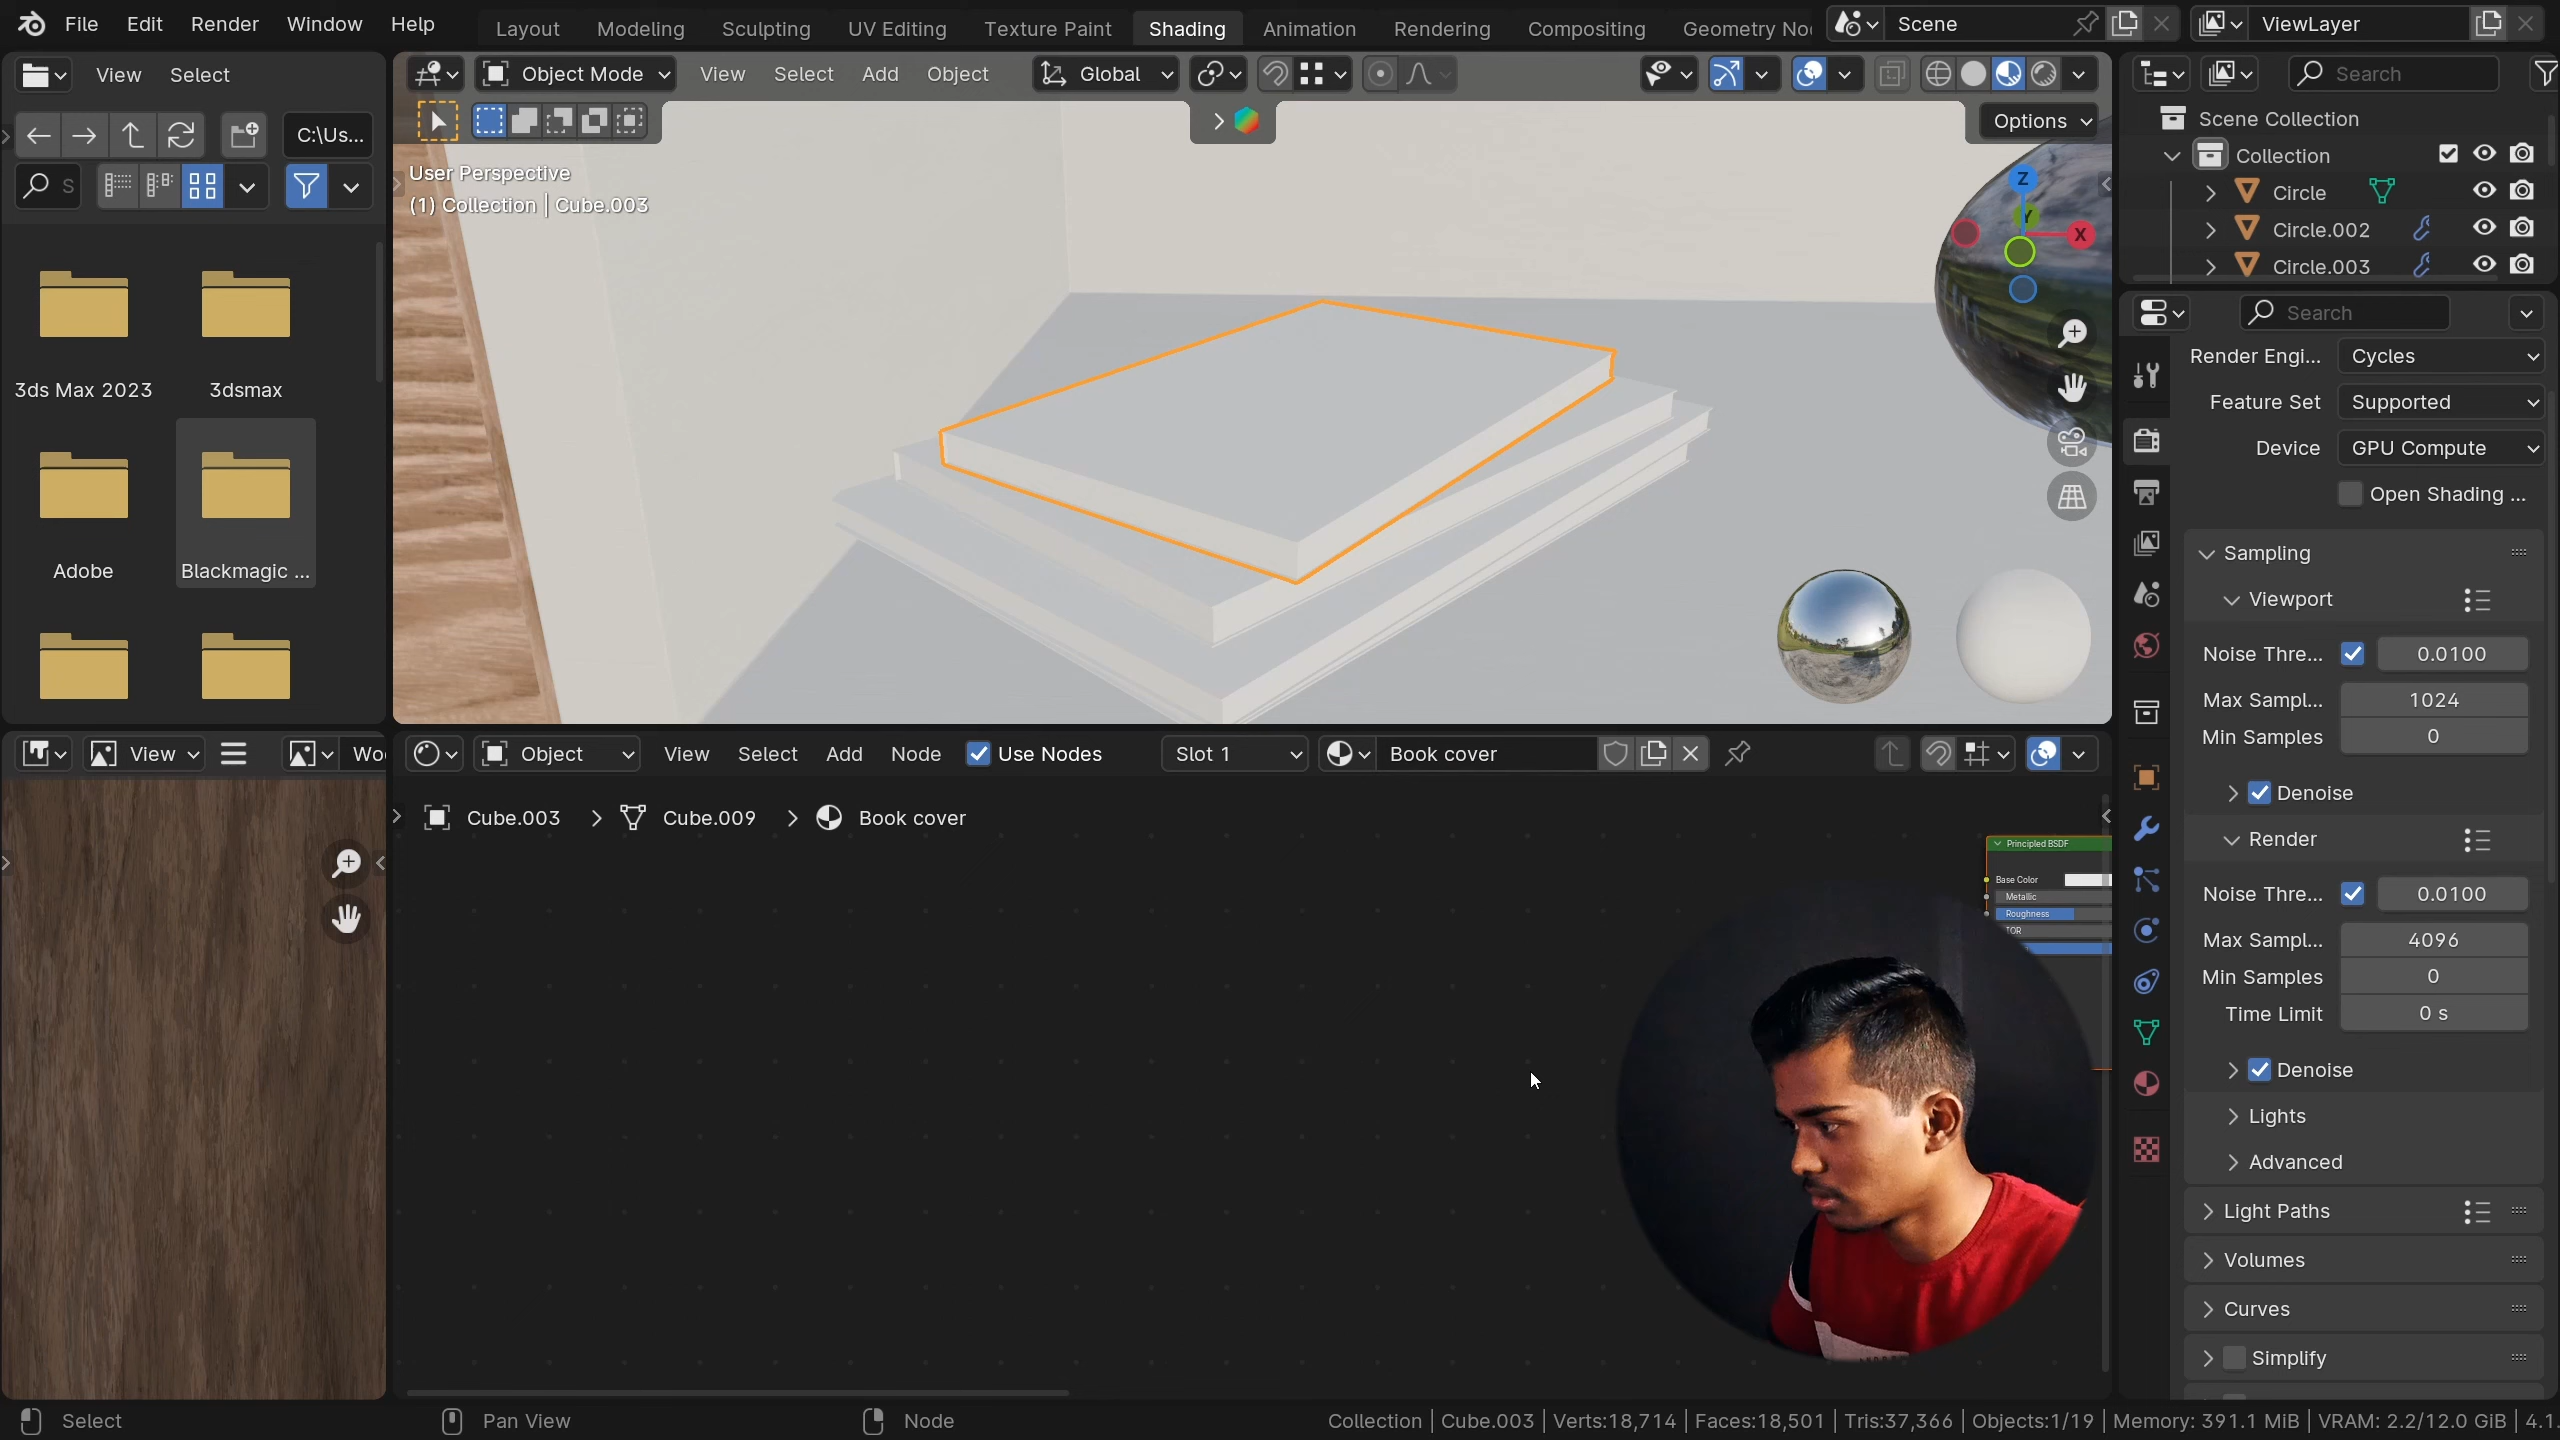 File Edit Render Window Help Layout Modeling Sculpting UV Editing Texture Paint Shading Animation Rendering Compositing Geometry No Scene ViewLayer
View Select
Object Mode View Select Add Object Global
Search
C:\Us...
Options
Scene Collection
Collection
Circle
Circle.002
Circle.003
S
User Perspective
(1) Collection | Cube.003
Z
Y
X
3ds Max 2023 3dsmax
Adobe Blackmagic ...
Search
Render Engi... Cycles
Feature Set Supported
Device GPU Compute
Open Shading ...
Sampling
Viewport
Noise Thre... 0.0100
Max Sampl... 1024
Min Samples 0
Denoise
Render
Noise Thre... 0.0100
Max Sampl... 4096
Min Samples 0
Time Limit 0 s
Denoise
Lights
Advanced
Light Paths
Volumes
Curves
Simplify
View Wo
Object View Select Add Node Use Nodes Slot 1 Book cover
Cube.003 > Cube.009 > Book cover
Principled BSDF
Base Color
Metallic
Roughness
IOR
Select Pan View Node Collection | Cube.003 | Verts:18,714 | Faces:18,501 | Tris:37,366 | Objects:1/19 | Memory: 391.1 MiB | VRAM: 2.2/12.0 GiB | 4.1.